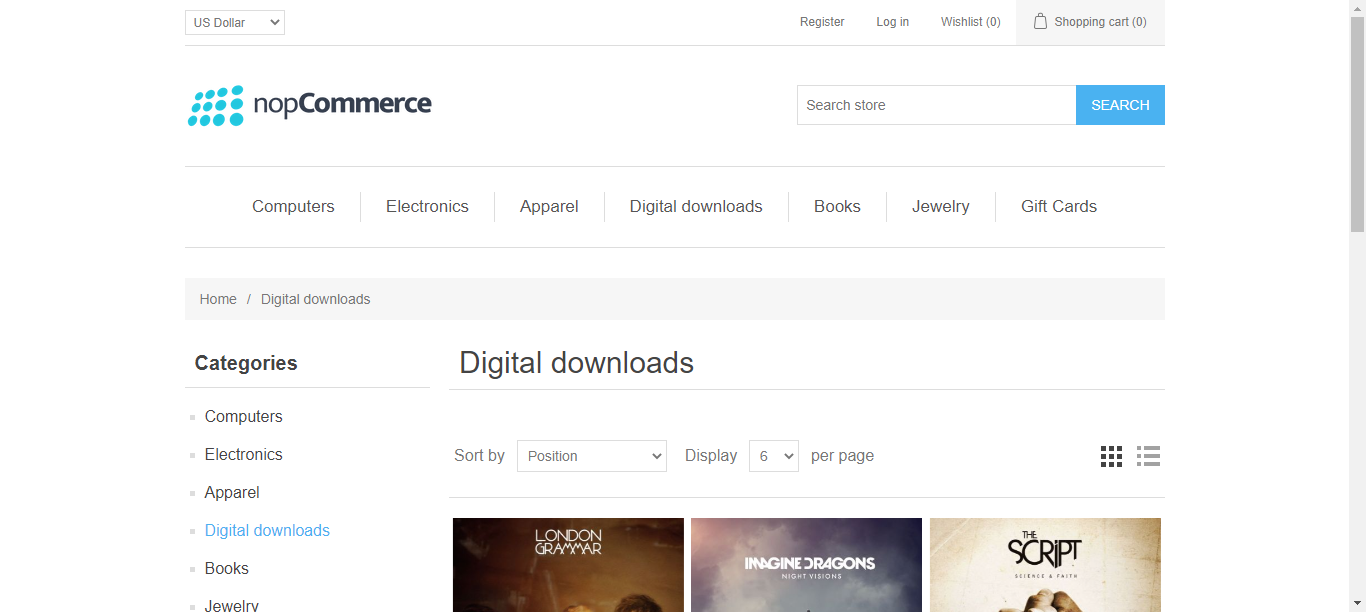 US Dollar
Register
Log in
Wishlist (0)
Shopping cart (0)
nopCommerce
Search store
SEARCH
Computers
Electronics
Apparel
Digital downloads
Books
Jewelry
Gift Cards
Home / Digital downloads
Categories
Computers
Electronics
Apparel
Digital downloads
Books
Jewelry
Digital downloads
Sort by Position Display 6 per page
LONDON
GRAMMAR
IMAGINE DRAGONS
NIGHT VISIONS
THE
SCRIPT
SCIENCE & FAITH